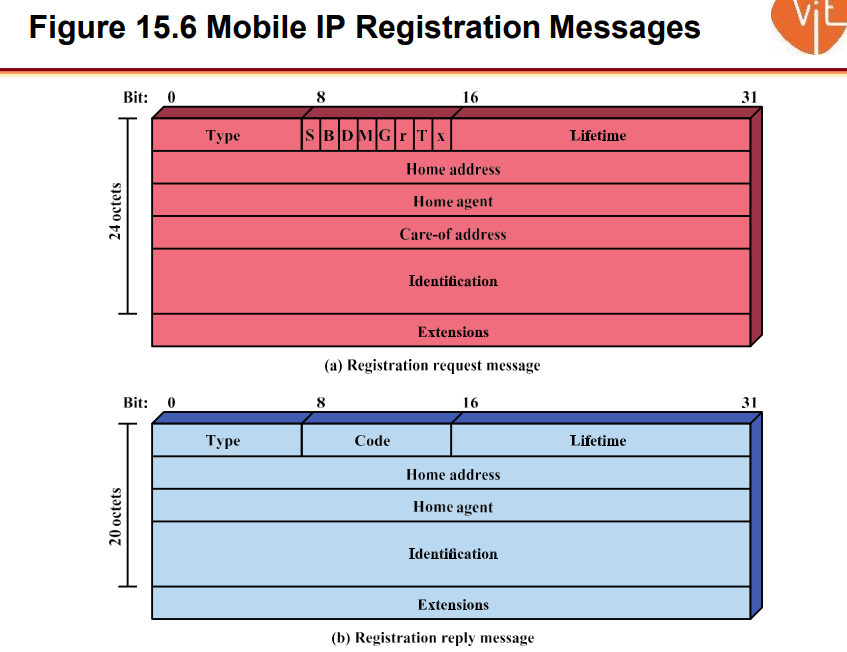 Figure 15.6 Mobile IP Registration Messages
ViE
Bit: 0 8 16 31
Type S B D M G r T x Lifetime
Home address
Home agent
Care-of address
Identification
Extensions
24 octets
(a) Registration request message
Bit: 0 8 16 31
Type Code Lifetime
Home address
Home agent
Identification
Extensions
20 octets
(b) Registration reply message